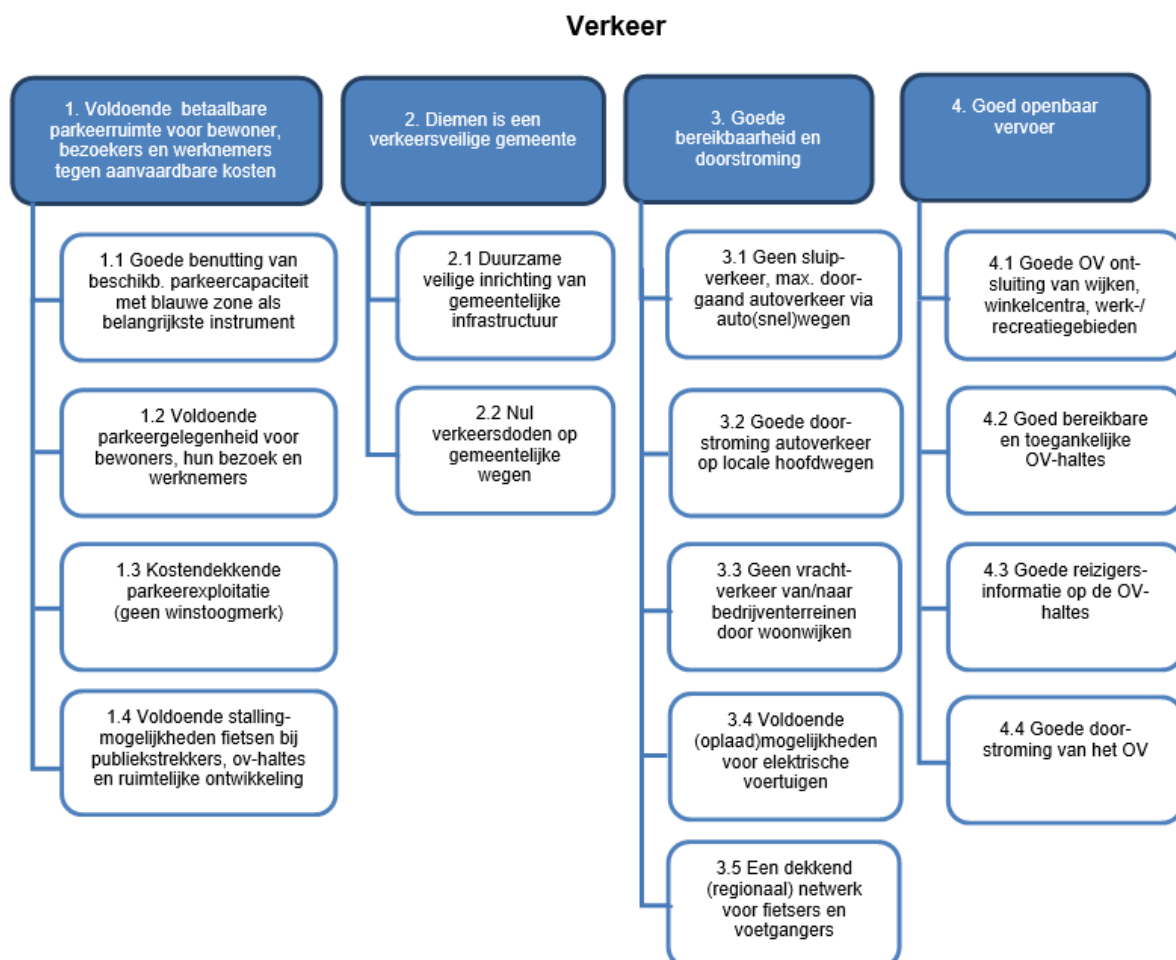 Verkeer
1. Voldoende betaalbare
parkeerruimte voor bewoner,
bezoekers en werknemers
tegen aanvaardbare kosten
1.1 Goede benutting van
beschikb. parkeercapaciteit
met blauwe zone als
belangrijkste instrument
1.2 Voldoende
parkeergelegenheid voor
bewoners, hun bezoek en
werknemers
1.3 Kostendekkende
parkeerexploitatie
(geen winstoogmerk)
1.4 Voldoende stalling-
mogelijkheden fietsen bij
publiekstrekkers, ov-haltes
en ruimtelijke ontwikkeling
2. Diemen is een
verkeersveilige gemeente
2.1 Duurzame
veilige inrichting van
gemeentelijke
infrastructuur
2.2 Nul
verkeersdoden op
gemeentelijke
wegen
3. Goede
bereikbaarheid en
doorstroming
3.1 Geen sluip-
verkeer, max. door-
gaand autoverkeer via
auto(snel)wegen
3.2 Goede door-
stroming autoverkeer
op locale hoofdwegen
3.3 Geen vracht-
verkeer van/naar
bedrijventerreinen
door woonwijken
3.4 Voldoende
(oplaad)mogelijkheden
voor elektrische
voertuigen
3.5 Een dekkend
(regionaal) netwerk
voor fietsers en
voetgangers
4. Goed openbaar
vervoer
4.1 Goede OV ont-
sluiting van wijken,
winkelcentra, werk-/
recreatiegebieden
4.2 Goed bereikbare
en toegankelijke
OV-haltes
4.3 Goede reizigers-
informatie op de OV-
haltes
4.4 Goede door-
stroming van het OV